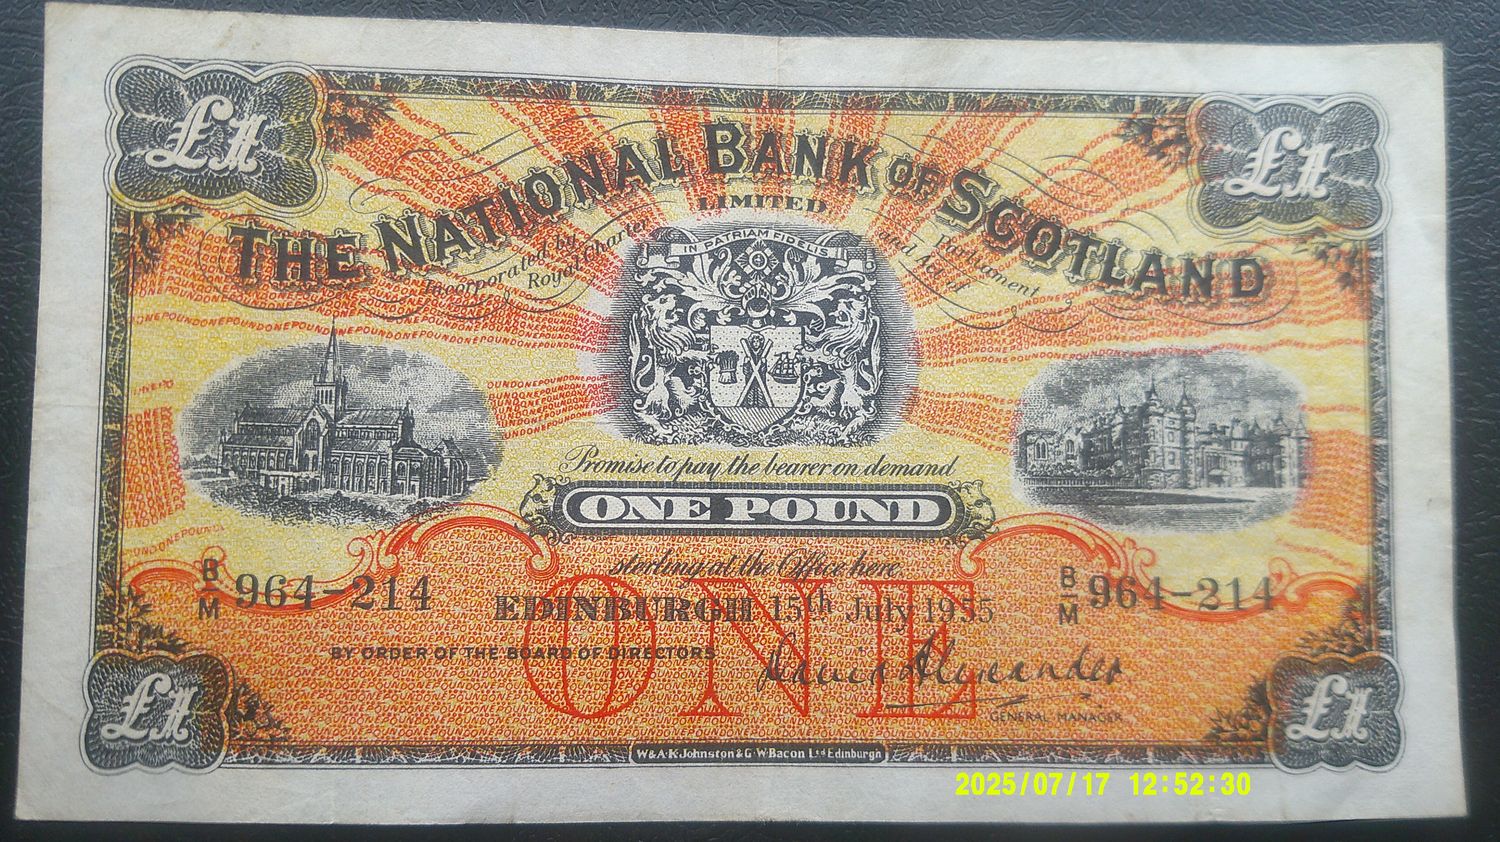 £1 £1
THE NATIONAL BANK OF SCOTLAND
LIMITED
Incorporated by Royal Charter and Act of Parliament
IN PATRIAM FIDELIS
Promise to pay the bearer on demand
ONE POUND
sterling at the Office here.
B/M 964-214 B/M 964-214
EDINBURGH 15th July 1955
ONE
BY ORDER OF THE BOARD OF DIRECTORS
GENERAL MANAGER
£1 £1
W & A.K Johnston & G.W Bacon Ltd Edinburgh
2025/07/17 12:52:30